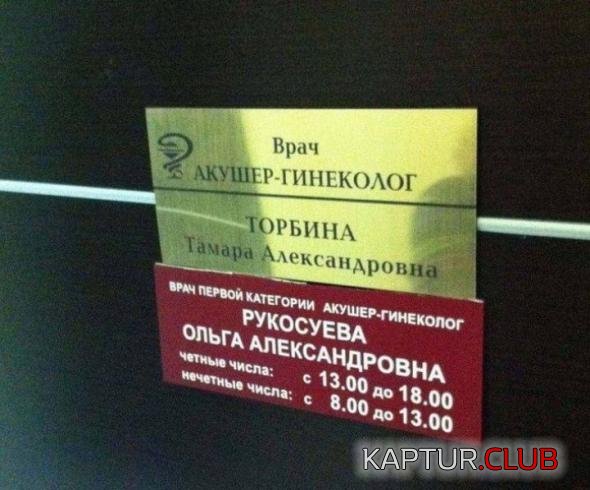 Врач
АКУШЕР-ГИНЕКОЛОГ
ТОРБИНА
Тамара Александровна
ВРАЧ ПЕРВОЙ КАТЕГОРИИ АКУШЕР-ГИНЕКОЛОГ
РУКОСУЕВА
ОЛЬГА АЛЕКСАНДРОВНА
четные числа: с 13.00 до 18.00
нечетные числа: с 8.00 до 13.00
KAPTUR.CLUB